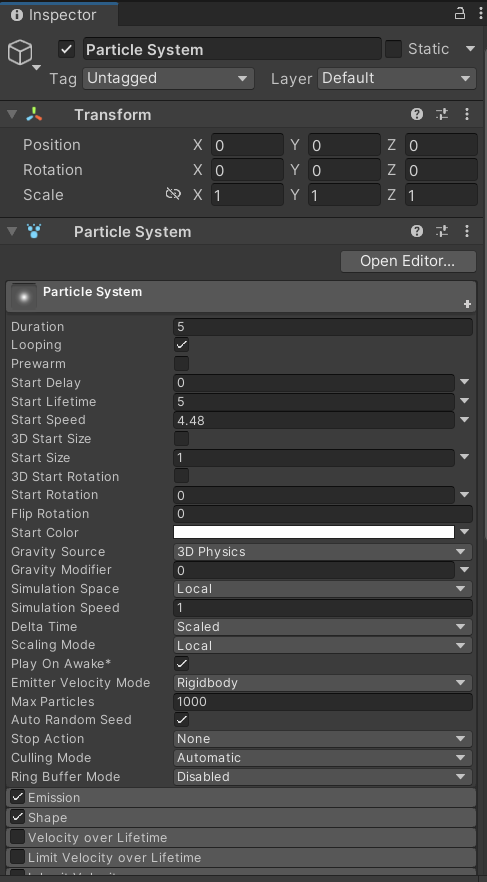 Inspector
Particle System Static
Tag Untagged Layer Default
Transform
Position X 0 Y 0 Z 0
Rotation X 0 Y 0 Z 0
Scale X 1 Y 1 Z 1
Particle System
Open Editor...
Particle System
Duration 5
Looping
Prewarm
Start Delay 0
Start Lifetime 5
Start Speed 4.48
3D Start Size
Start Size 1
3D Start Rotation
Start Rotation 0
Flip Rotation 0
Start Color
Gravity Source 3D Physics
Gravity Modifier 0
Simulation Space Local
Simulation Speed 1
Delta Time Scaled
Scaling Mode Local
Play On Awake*
Emitter Velocity Mode Rigidbody
Max Particles 1000
Auto Random Seed
Stop Action None
Culling Mode Automatic
Ring Buffer Mode Disabled
Emission
Shape
Velocity over Lifetime
Limit Velocity over Lifetime